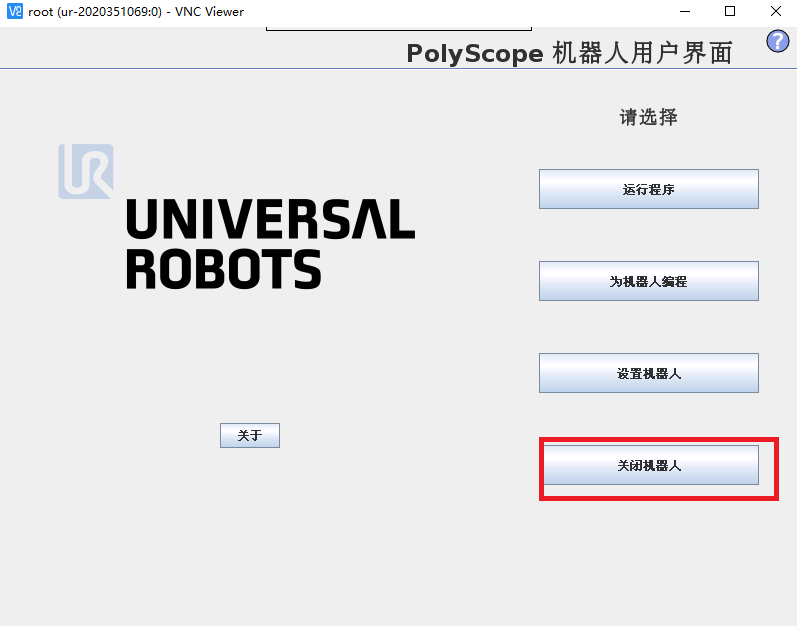 root (ur-2020351069:0) - VNC Viewer
PolyScope 机器人用户界面
?
请选择
UR
UNIVERSAL
ROBOTS
运行程序
为机器人编程
设置机器人
关于
关闭机器人